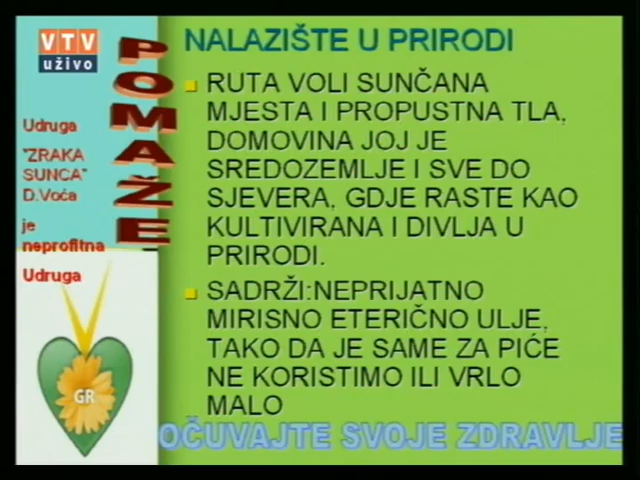 VTV
uživo
POMAŽE
Udruga
"ZRAKA
SUNCA"
D.Voća
je
neprofitna
Udruga
GR
NALAZIŠTE U PRIRODI
RUTA VOLI SUNČANA
MJESTA I PROPUSTNA TLA,
DOMOVINA JOJ JE
SREDOZEMLJE I SVE DO
SJEVERA, GDJE RASTE KAO
KULTIVIRANA I DIVLJA U
PRIRODI.
SADRŽI:NEPRIJATNO
MIRISNO ETERIČNO ULJE,
TAKO DA JE SAME ZA PIĆE
NE KORISTIMO ILI VRLO
MALO
OČUVAJTE SVOJE ZDRAVLJE